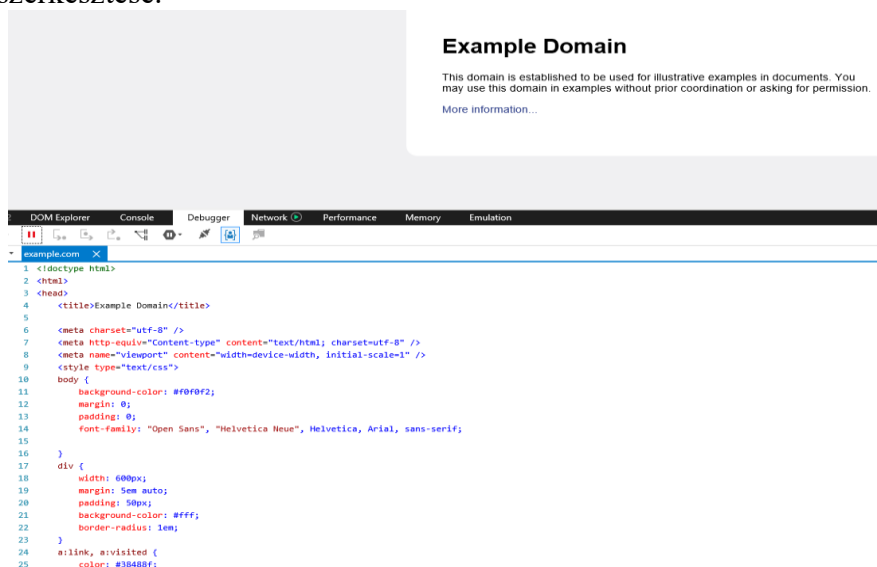 szerkesztése.
Example Domain
This domain is established to be used for illustrative examples in documents. You
may use this domain in examples without prior coordination or asking for permission.
More information...
DOM Explorer Console Debugger Network Performance Memory Emulation
example.com
1 <!doctype html>
2 <html>
3 <head>
4 <title>Example Domain</title>
5
6 <meta charset="utf-8" />
7 <meta http-equiv="Content-type" content="text/html; charset=utf-8" />
8 <meta name="viewport" content="width=device-width, initial-scale=1" />
9 <style type="text/css">
10 body {
11 background-color: #f0f0f2;
12 margin: 0;
13 padding: 0;
14 font-family: "Open Sans", "Helvetica Neue", Helvetica, Arial, sans-serif;
15
16 }
17 div {
18 width: 600px;
19 margin: 5em auto;
20 padding: 50px;
21 background-color: #fff;
22 border-radius: 1em;
23 }
24 a:link, a:visited {
25 color: #38488f;